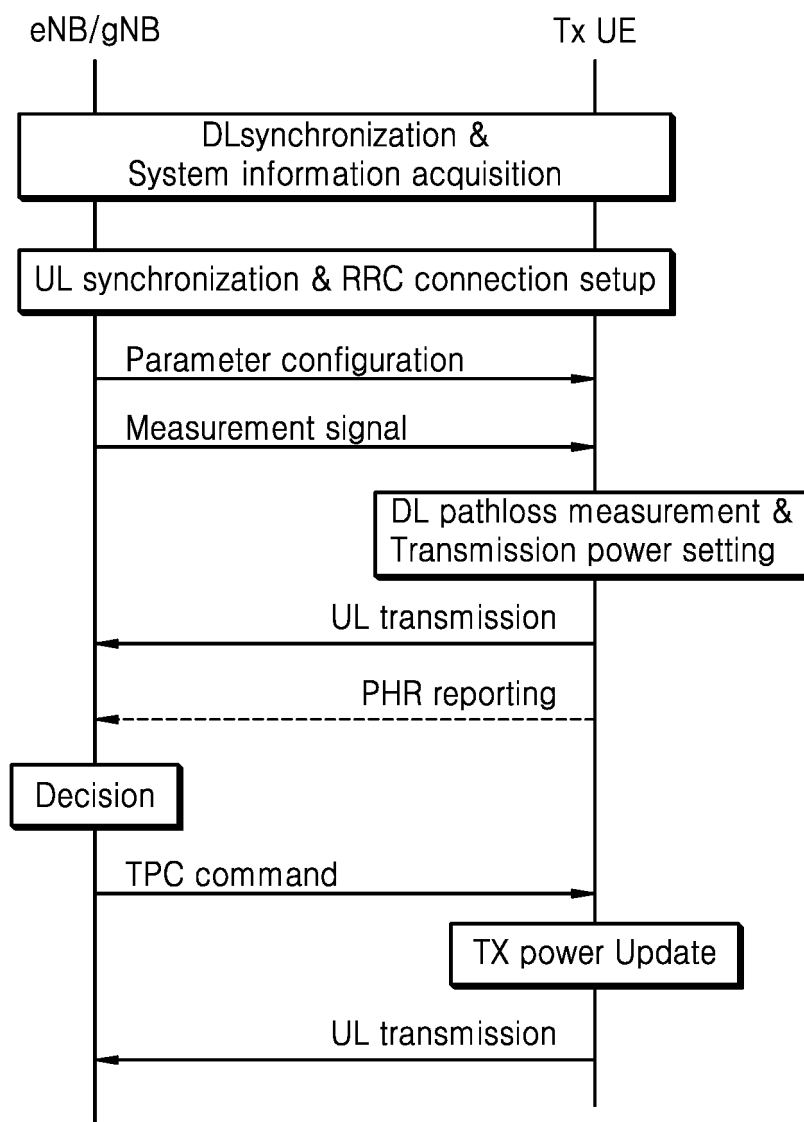 eNB/gNB
Tx UE
DLsynchronization &
System information acquisition
UL synchronization & RRC connection setup
Parameter configuration
Measurement signal
DL pathloss measurement &
Transmission power setting
UL transmission
PHR reporting
Decision
TPC command
TX power Update
UL transmission